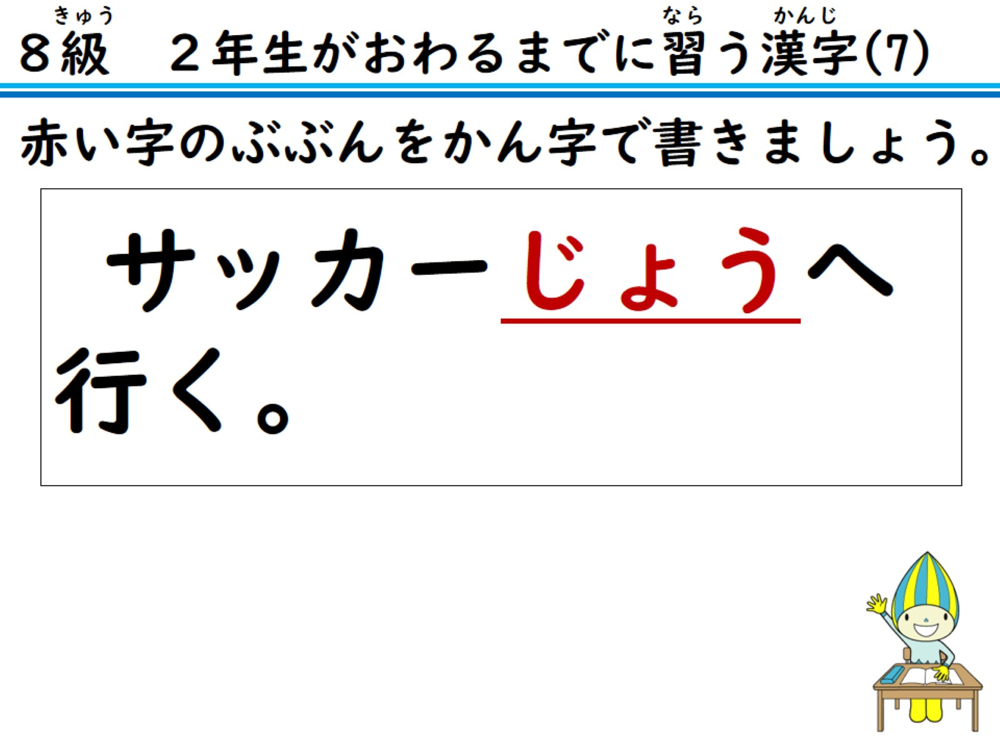 きゅう なら かんじ
8級 2年生がおわるまでに習う漢字(7)
赤い字のぶぶんをかん字で書きましょう。
サッカーじょうへ
行く。